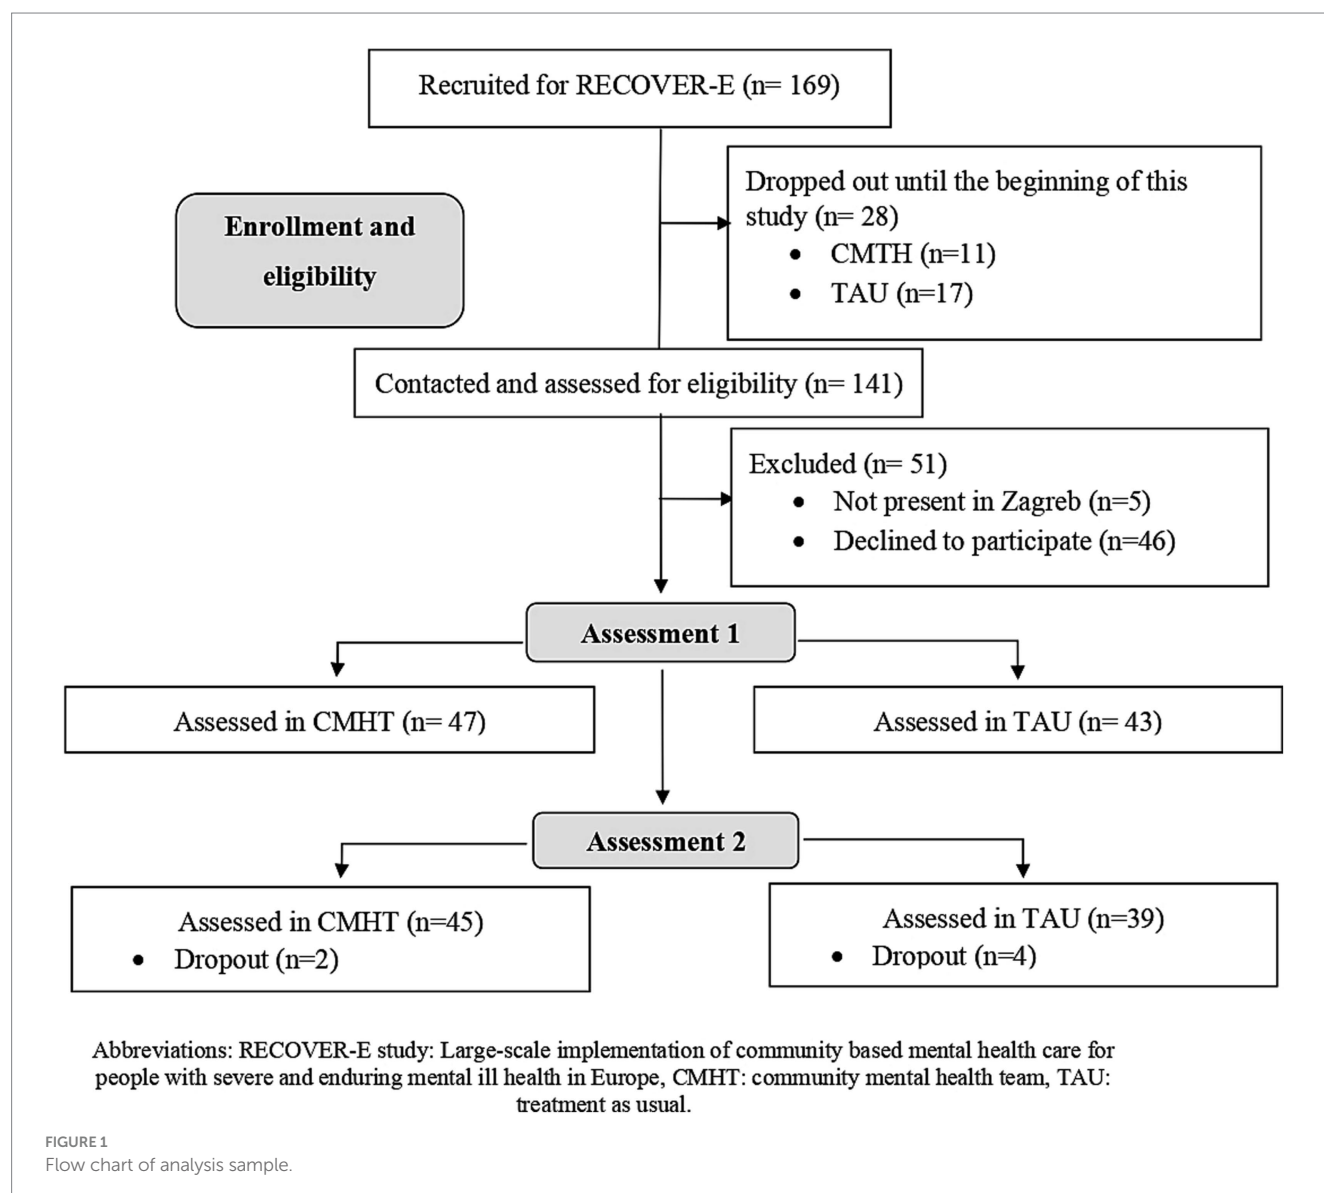 Recruited for RECOVER-E (n= 169)
Dropped out until the beginning of this
study (n= 28)
• CMTH (n=11)
• TAU (n=17)
Enrollment and
eligibility
Contacted and assessed for eligibility (n= 141)
Excluded (n= 51)
• Not present in Zagreb (n=5)
• Declined to participate (n=46)
Assessment 1
Assessed in CMHT (n= 47)
Assessed in TAU (n= 43)
Assessment 2
Assessed in CMHT (n=45)
• Dropout (n=2)
Assessed in TAU (n=39)
• Dropout (n=4)
Abbreviations: RECOVER-E study: Large-scale implementation of community based mental health care for
people with severe and enduring mental ill health in Europe, CMHT: community mental health team, TAU:
treatment as usual.
FIGURE 1
Flow chart of analysis sample.